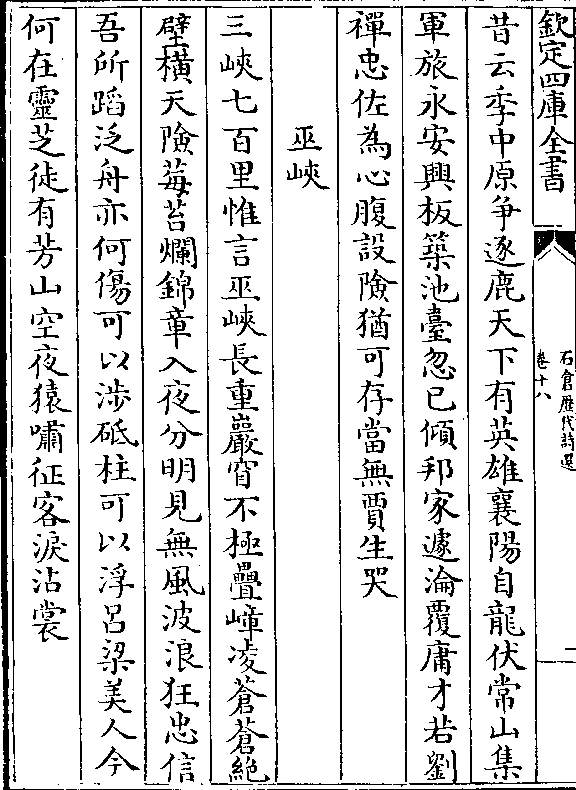 欽定四庫全書
石倉歷代詩選
卷十八
二
昔云季中原爭逐鹿天下有英雄襄陽自龍伏常山集
軍旅永安興板築池臺忽已傾邦家遽淪覆庸才若劉
禪忠佐為心腹設險猶可存當無賈生哭
巫峽
三峽七百里惟言巫峽長重巖窅不極疊嶂凌蒼蒼絶
壁橫天險莓苔爛錦章入夜分明見無風波浪狂忠信
吾所蹈泛舟亦何傷可以涉砥柱可以浮呂梁美人今
何在靈芝徒有芳山空夜猿嘯征客淚沾裳